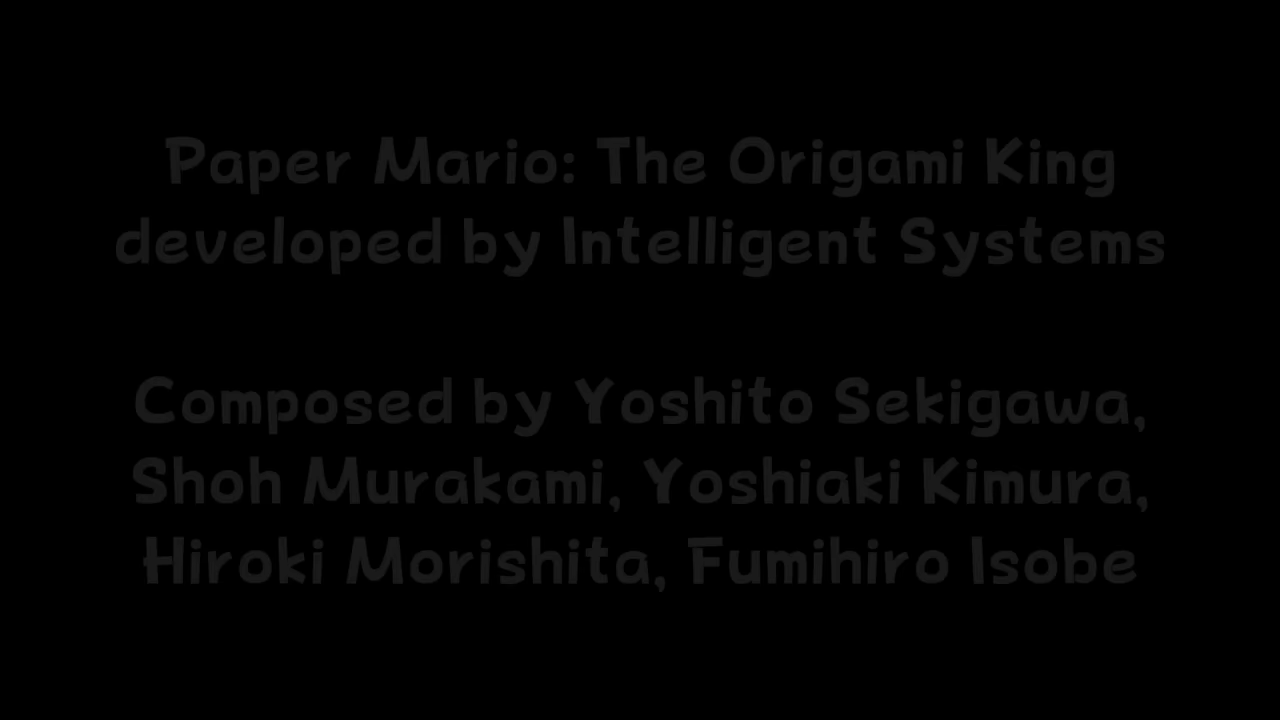 Paper Mario: The Origami King
developed by Intelligent Systems
Composed by Yoshito Sekigawa,
Shoh Murakami, Yoshiaki Kimura,
Hiroki Morishita, Fumihiro Isobe